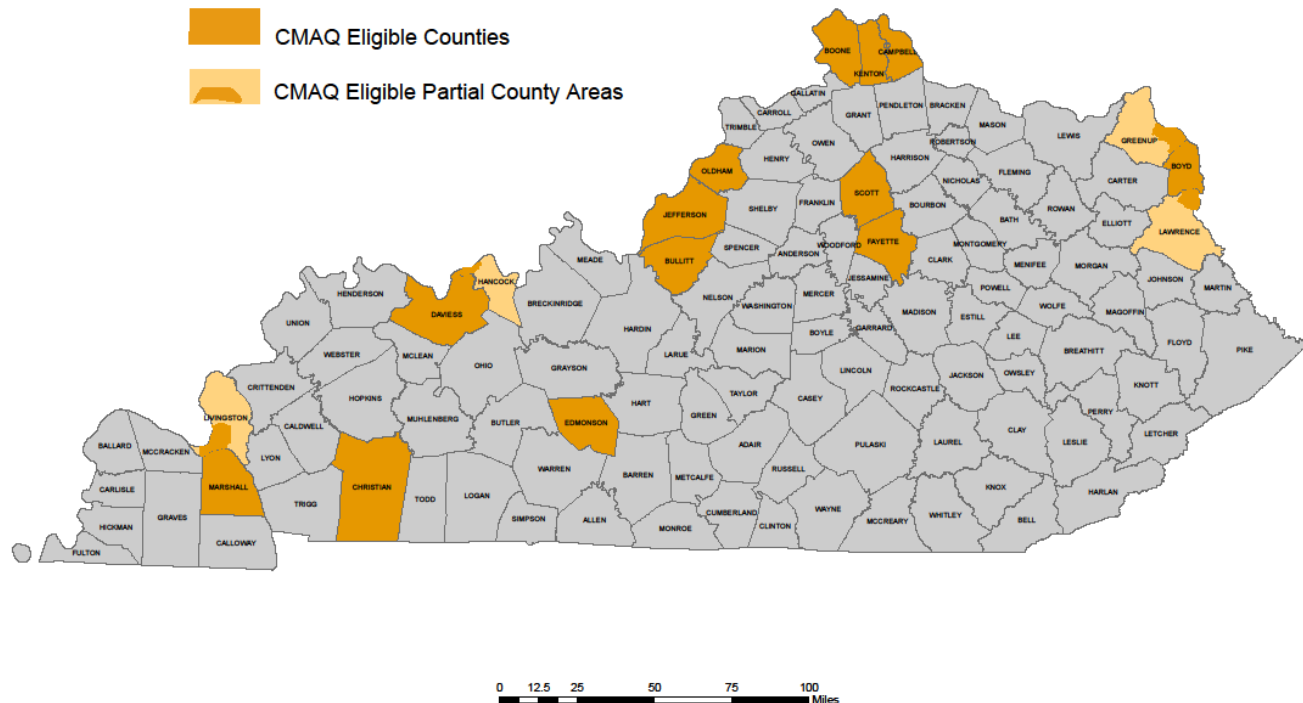 CMAQ Eligible Counties
CMAQ Eligible Partial County Areas
BOONE
CAMPBELL
KENTON
GALLATIN
PENDLETON
BRACKEN
CARROLL
GRANT
MASON
TRIMBLE
LEWIS
GREENUP
OWEN
ROBERTSON
HENRY
HARRISON
BOYD
OLDHAM
FLEMING
CARTER
NICHOLAS
SCOTT
FRANKLIN
BOURBON
ROWAN
SHELBY
JEFFERSON
BATH
ELLIOTT
LAWRENCE
SPENCER
WOODFORD
FAYETTE
MONTGOMERY
ANDERSON
BULLITT
CLARK
MEADE
MENIFEE
MORGAN
HANCOCK
JESSAMINE
JOHNSON
MARTIN
POWELL
HENDERSON
NELSON
MERCER
BRECKINRIDGE
WASHINGTON
WOLFE
DAVIESS
MADISON
ESTILL
MAGOFFIN
UNION
HARDIN
BOYLE
GARRARD
LEE
FLOYD
MARION
BREATHITT
PIKE
WEBSTER
MCLEAN
LARUE
OHIO
GRAYSON
LINCOLN
OWSLEY
JACKSON
CRITTENDEN
ROCKCASTLE
KNOTT
TAYLOR
HOPKINS
CASEY
HART
PERRY
LIVINGSTON
MUHLENBERG
GREEN
BUTLER
EDMONSON
CALDWELL
CLAY
LETCHER
BALLARD
ADAIR
PULASKI
LAUREL
LESLIE
MCCRACKEN
LYON
WARREN
RUSSELL
BARREN
METCALFE
MARSHALL
CHRISTIAN
KNOX
CARLISLE
HARLAN
LOGAN
TODD
TRIGG
WAYNE
CUMBERLAND
WHITLEY
GRAVES
SIMPSON
ALLEN
MCCREARY
BELL
HICKMAN
MONROE
CLINTON
CALLOWAY
FULTON
0 12.5 25 50 75 100
Miles